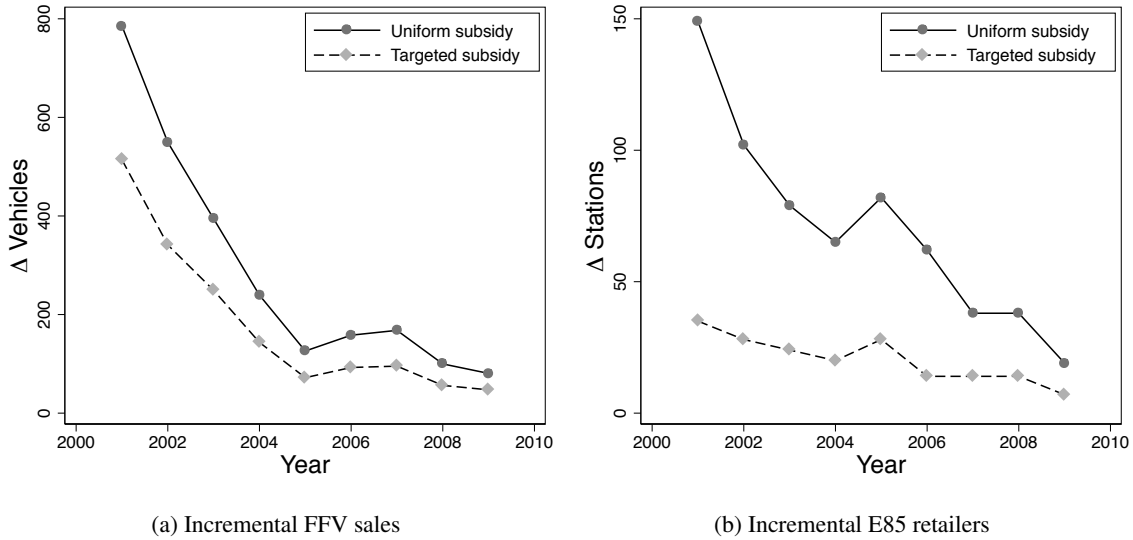 Uniform subsidy
Targeted subsidy
800
600
400
200
0
Δ Vehicles
2000 2002 2004 2006 2008 2010
Year
(a) Incremental FFV sales
Uniform subsidy
Targeted subsidy
150
100
50
0
Δ Stations
2000 2002 2004 2006 2008 2010
Year
(b) Incremental E85 retailers